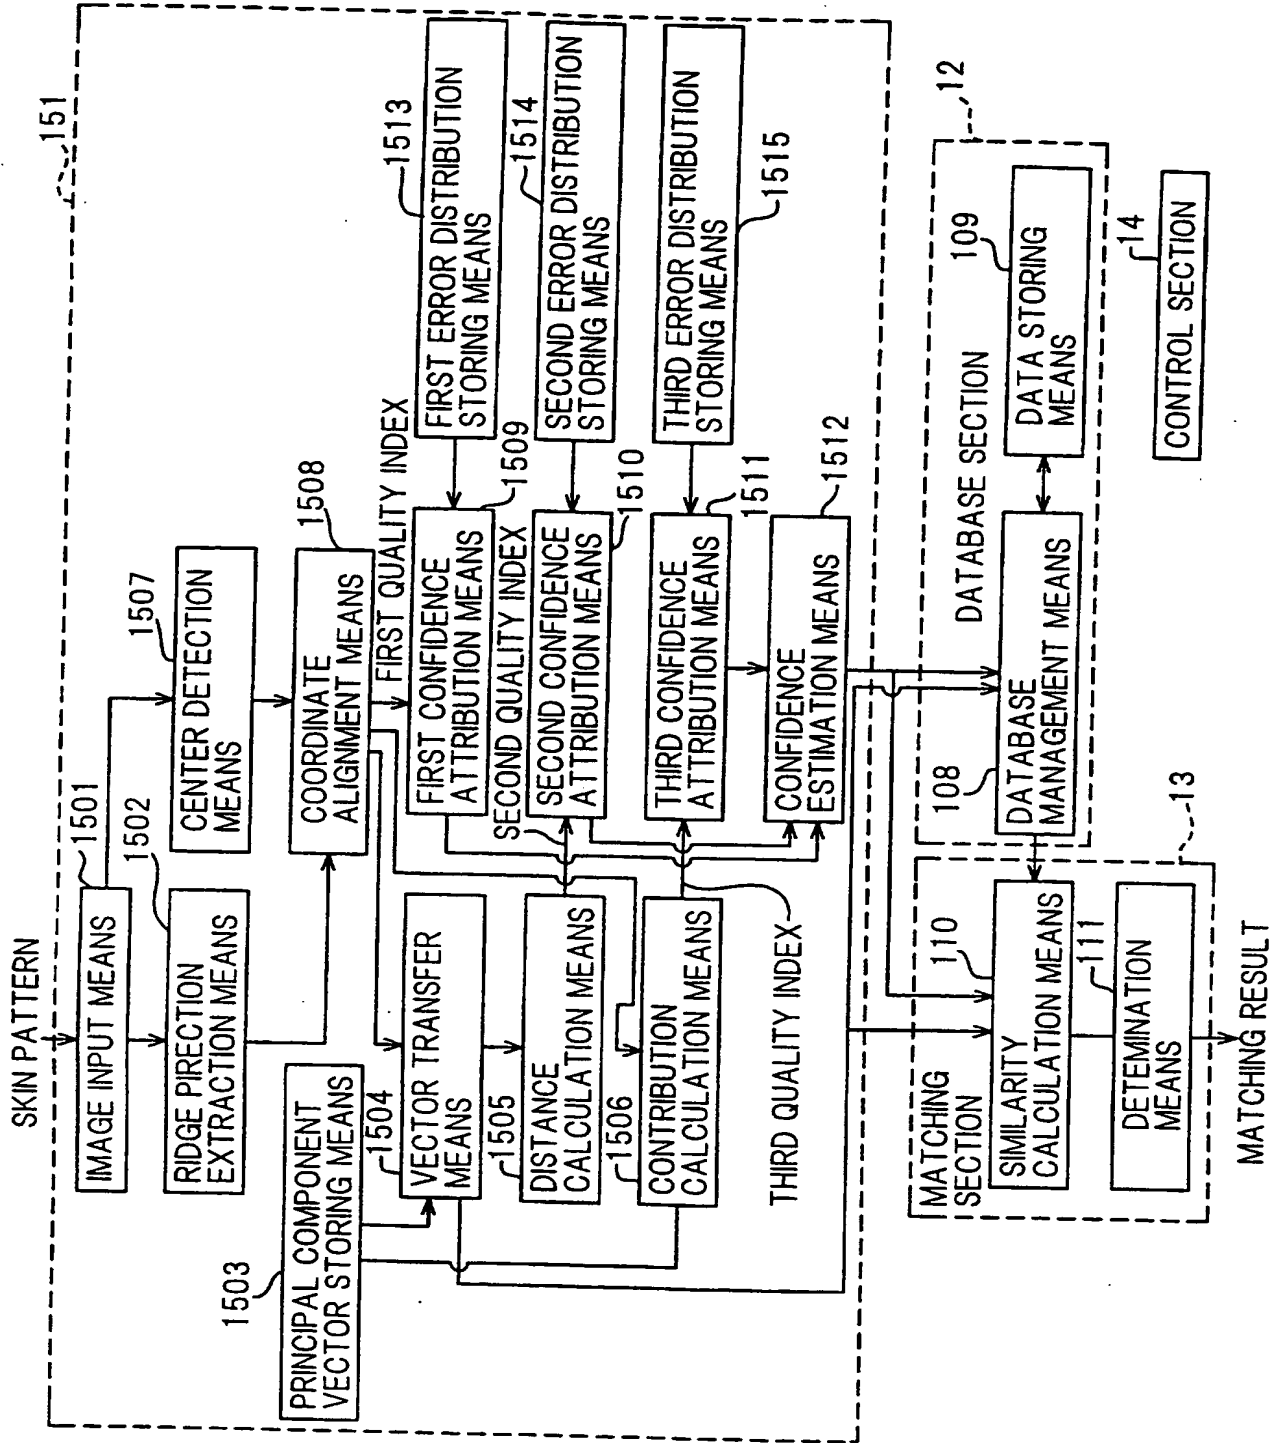 151
SKIN PATTERN
1501
IMAGE INPUT MEANS
1502
RIDGE PIRECTION
EXTRACTION MEANS
1507
CENTER DETECTION
MEANS
1503
PRINCIPAL COMPONENT
VECTOR STORING MEANS
1508
COORDINATE
ALIGNMENT MEANS
FIRST QUALITY INDEX
1513
FIRST ERROR DISTRIBUTION
STORING MEANS
1504
VECTOR TRANSFER
MEANS
1509
FIRST CONFIDENCE
ATTRIBUTION MEANS
SECOND QUALITY INDEX
1514
SECOND ERROR DISTRIBUTION
STORING MEANS
1505
DISTANCE
CALCULATION MEANS
1510
SECOND CONFIDENCE
ATTRIBUTION MEANS
1515
THIRD ERROR DISTRIBUTION
STORING MEANS
1506
CONTRIBUTION
CALCULATION MEANS
1511
THIRD CONFIDENCE
ATTRIBUTION MEANS
THIRD QUALITY INDEX
1512
CONFIDENCE
ESTIMATION MEANS
MATCHING
SECTION
110
SIMILARITY
CALCULATION MEANS
111
DETEMINATION
MEANS
13
MATCHING RESULT
DATABASE SECTION
12
108
DATABASE
MANAGEMENT MEANS
109
DATA STORING
MEANS
14
CONTROL SECTION